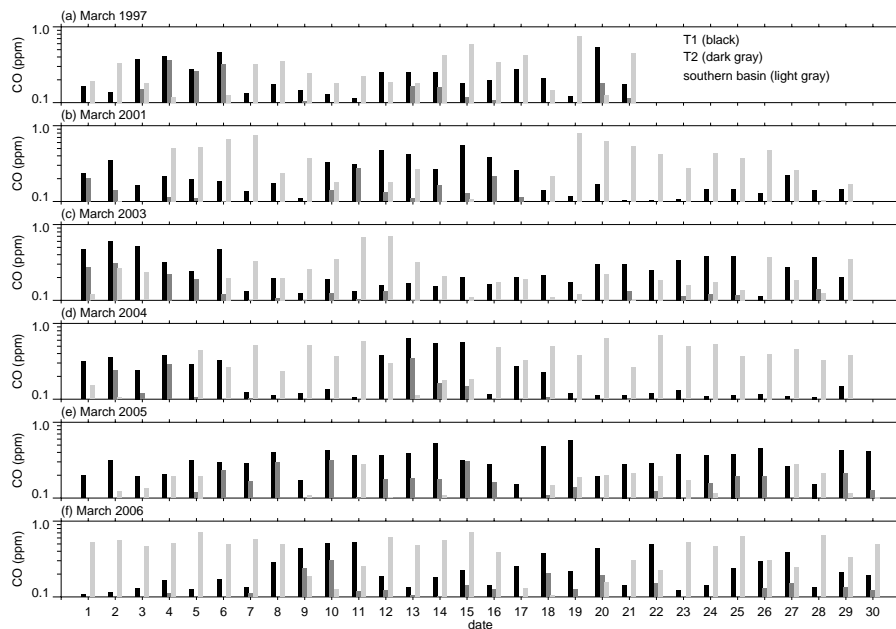 (a) March 1997
1.0
CO (ppm)
0.1
T1 (black)
T2 (dark gray)
southern basin (light gray)
(b) March 2001
1.0
CO (ppm)
0.1
(c) March 2003
1.0
CO (ppm)
0.1
(d) March 2004
1.0
CO (ppm)
0.1
(e) March 2005
1.0
CO (ppm)
0.1
(f) March 2006
1.0
CO (ppm)
0.1
1 2 3 4 5 6 7 8 9 10 11 12 13 14 15 16 17 18 19 20 21 22 23 24 25 26 27 28 29 30
date